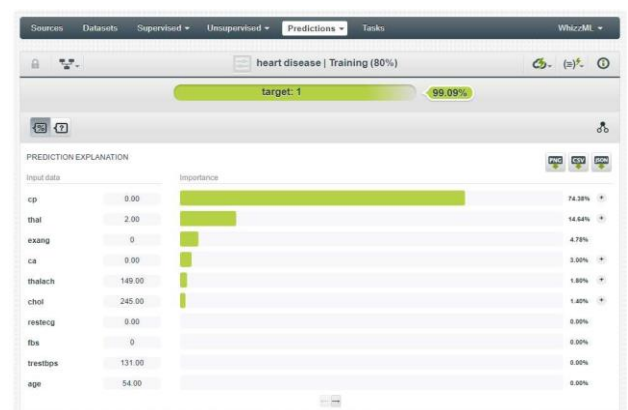 Sources Datasets Supervised Unsupervised Predictions Tasks WhizzML
heart disease | Training (80%)
target: 1 99.09%
PREDICTION EXPLANATION PNG CSV JSON
Input data Importance
cp 0.00 74.38%
thal 2.00 14.64%
exang 0 4.78%
ca 0.00 3.00%
thalach 149.00 1.80%
chol 245.00 1.40%
restecg 0.00 0.00%
fbs 0 0.00%
trestbps 131.00 0.00%
age 54.00 0.00%